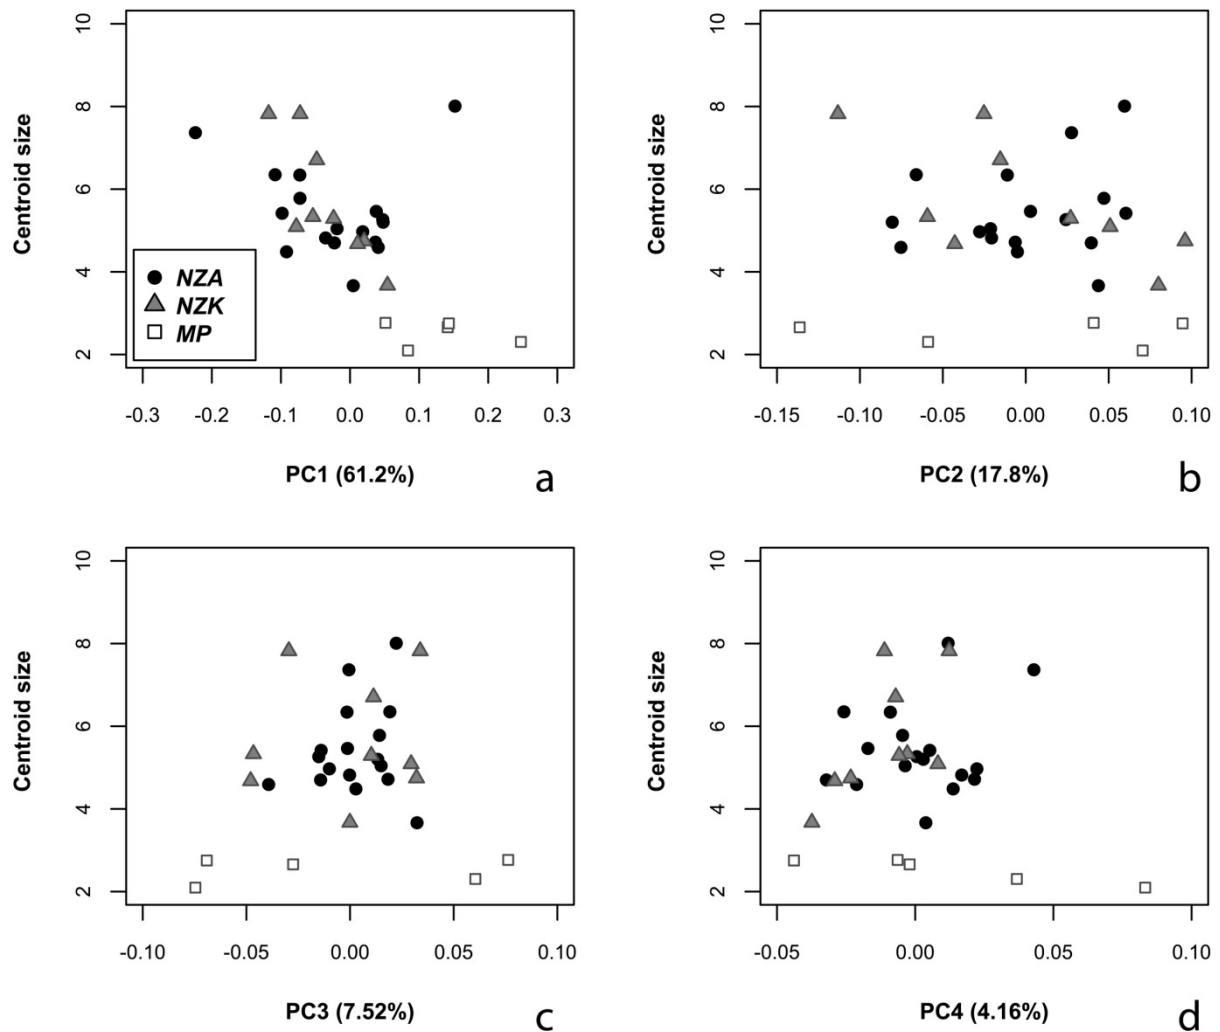 Centroid size
10
8
6
4
2
NZA
NZK
MP
-0.3 -0.2 -0.1 0.0 0.1 0.2 0.3
PC1 (61.2%)
a
Centroid size
10
8
6
4
2
-0.15 -0.10 -0.05 0.00 0.05 0.10
PC2 (17.8%)
b
Centroid size
10
8
6
4
2
-0.10 -0.05 0.00 0.05 0.10
PC3 (7.52%)
c
Centroid size
10
8
6
4
2
-0.05 0.00 0.05 0.10
PC4 (4.16%)
d